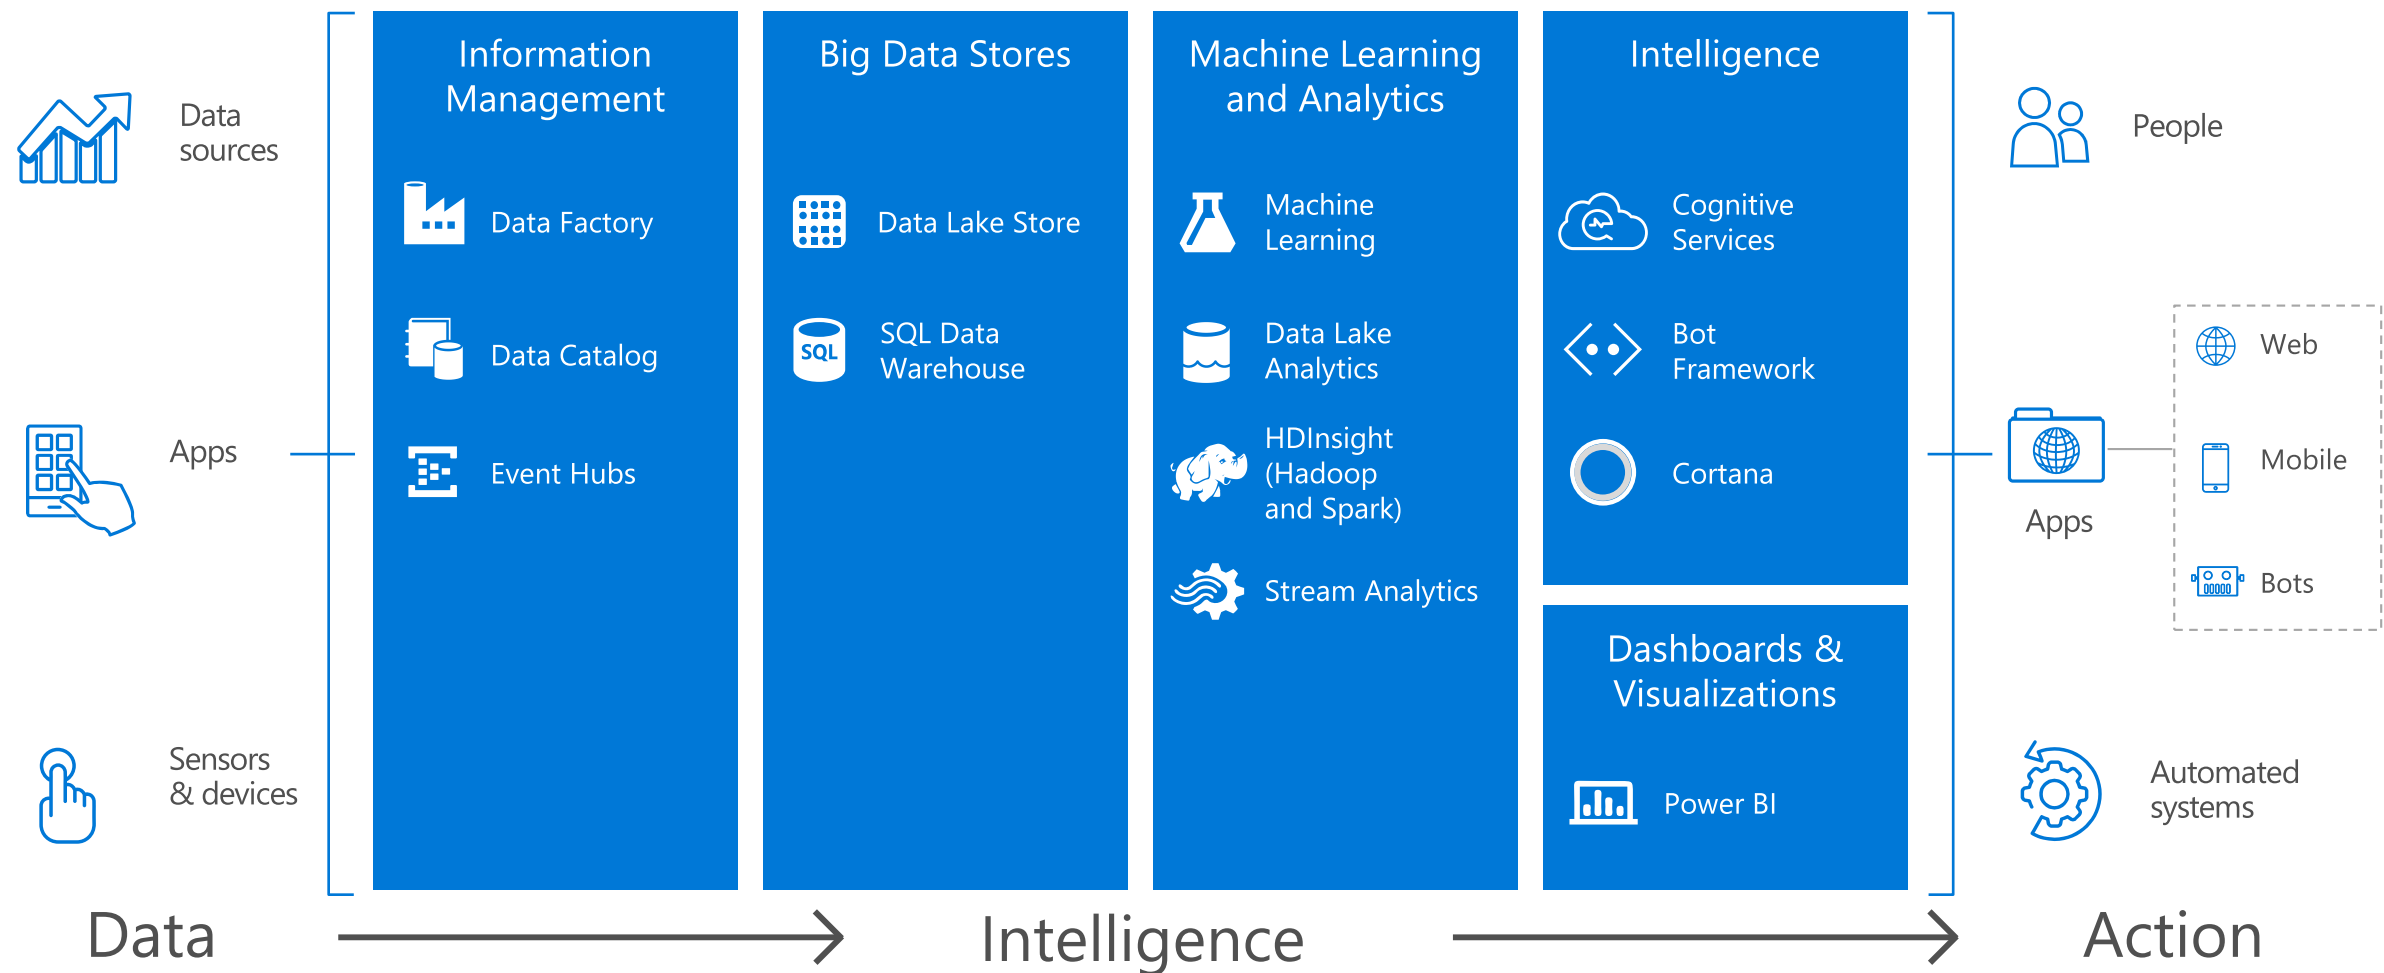 Data
sources
Apps
Sensors
& devices
Information
Management
Data Factory
Data Catalog
Event Hubs
Big Data Stores
Data Lake Store
SQL
SQL Data
Warehouse
Machine Learning
and Analytics
Machine
Learning
Data Lake
Analytics
HDInsight
(Hadoop
and Spark)
Stream Analytics
Intelligence
Cognitive
Services
Bot
Framework
Cortana
Dashboards &
Visualizations
Power BI
People
Apps
Web
Mobile
Bots
Automated
systems
Data
Intelligence
Action